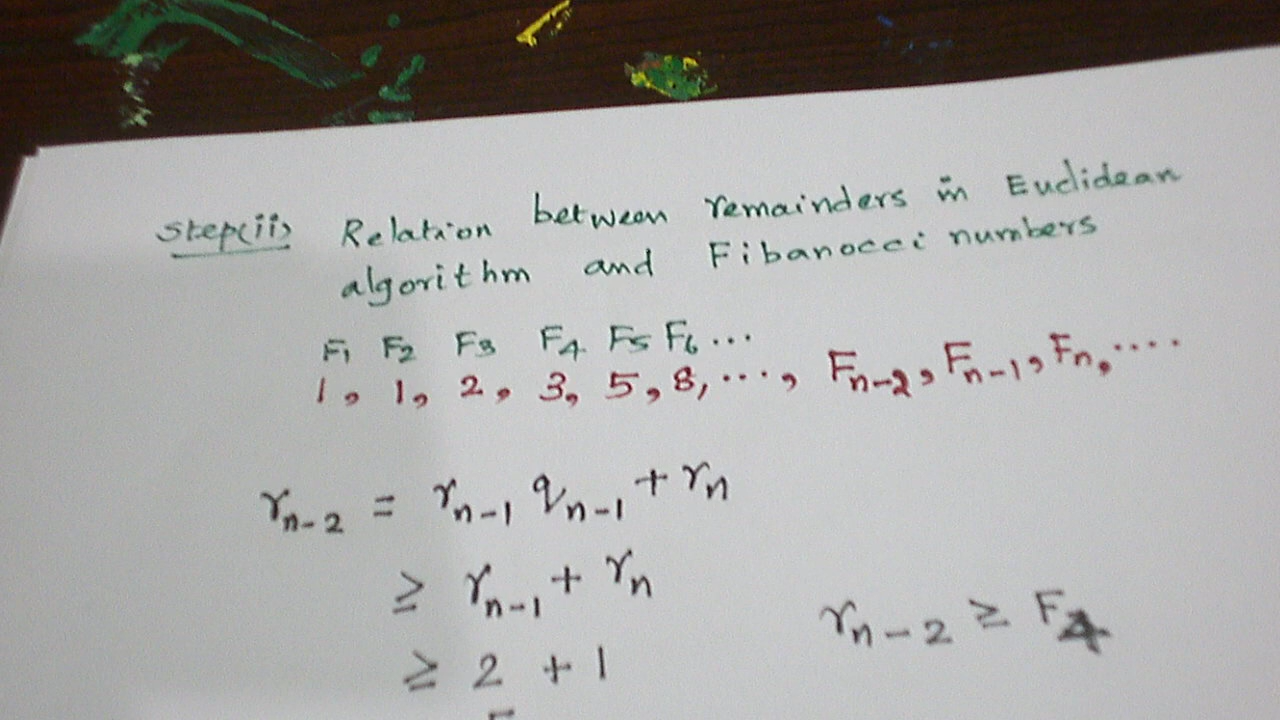 Step(ii) Relation between remainders in Euclidean
algorithm and Fibanocci numbers
F1 F2 F3 F4 F5 F6 ...
1, 1, 2, 3, 5, 8, ..., Fn-2, Fn-1, Fn, ....
rn-2 = rn-1 qn-1 + rn
≥ rn-1 + rn
rn-2 ≥ F4
≥ 2 + 1